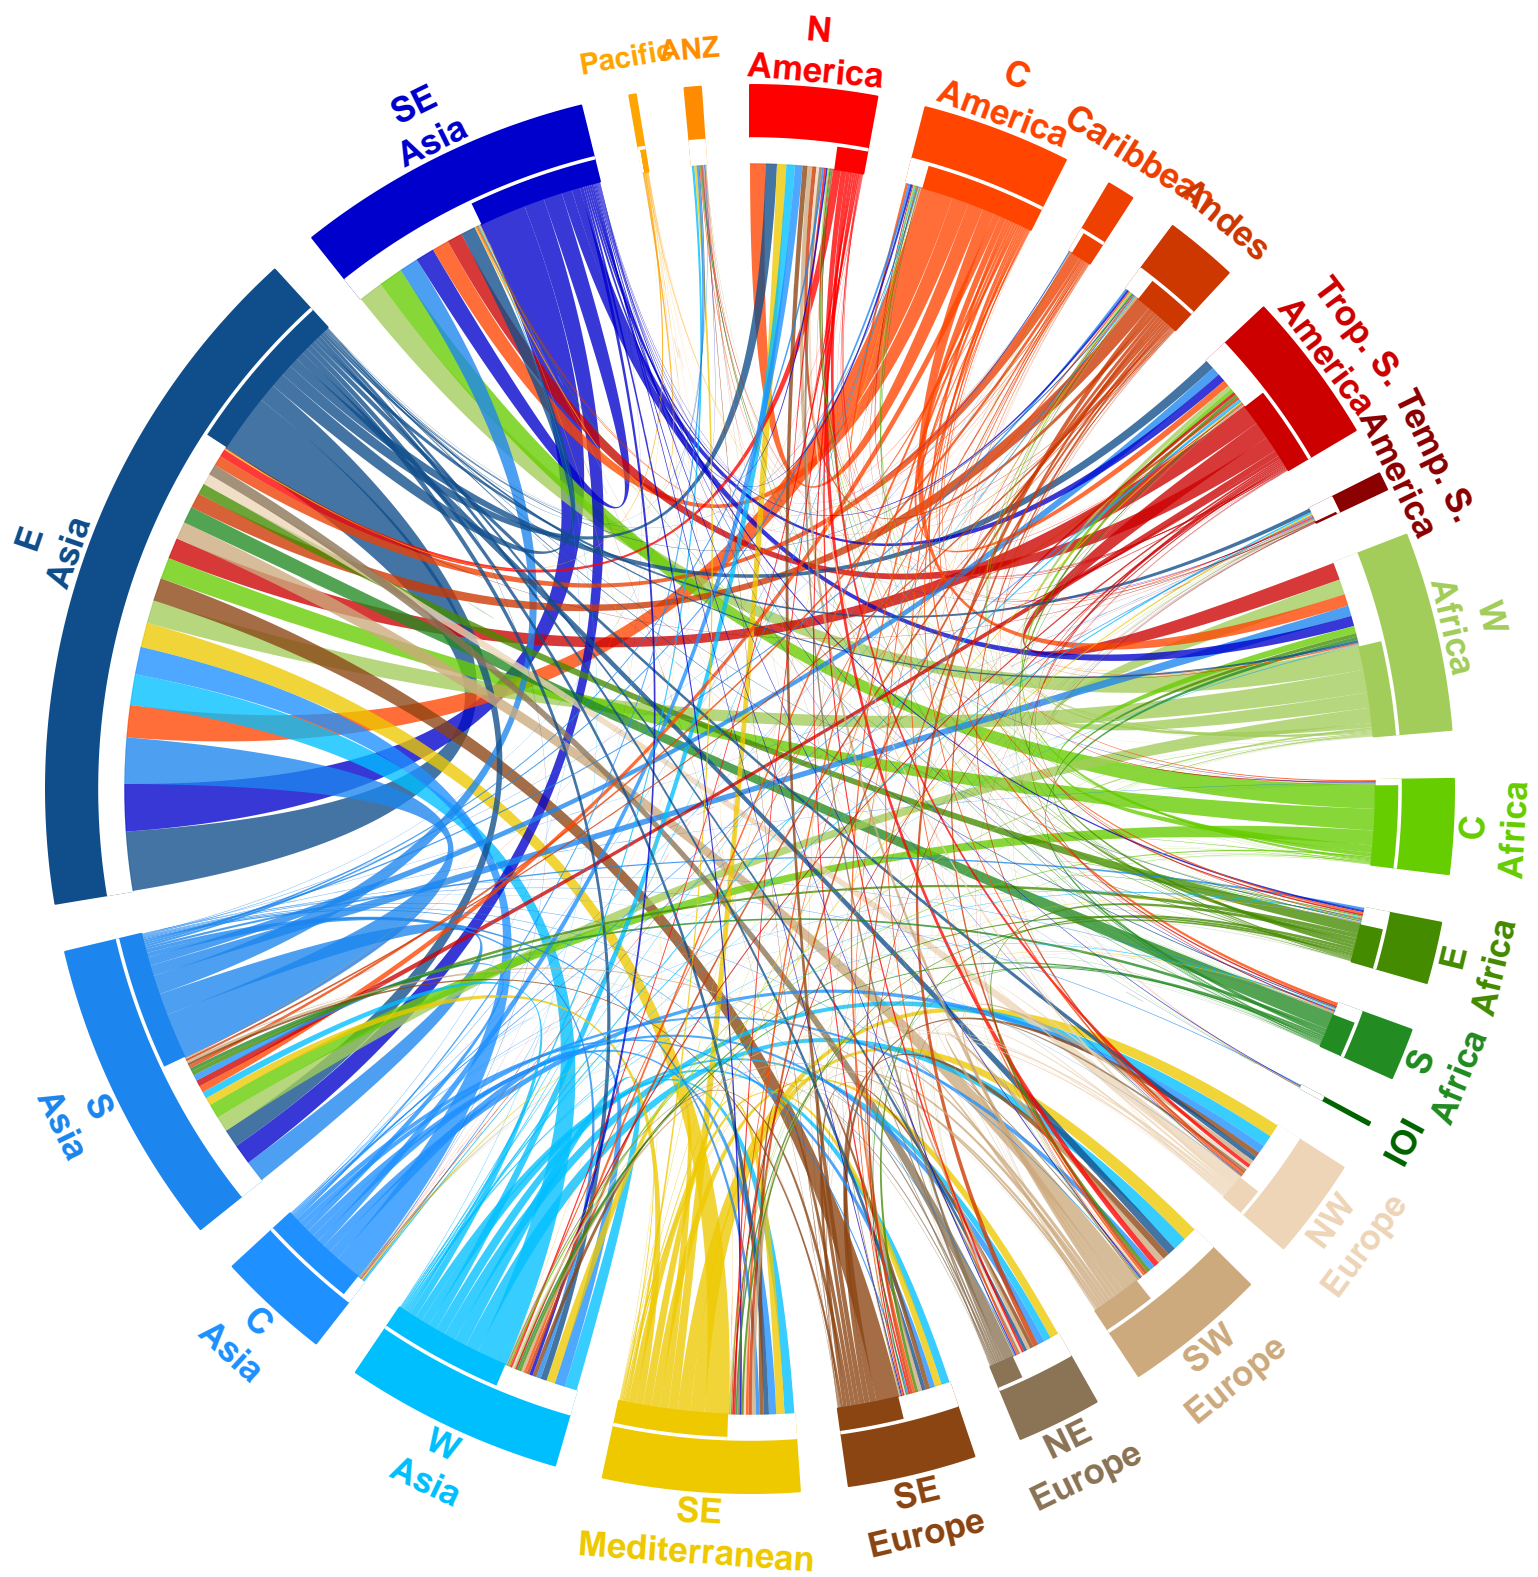 N
America
C
America
Caribbean
Andes
Trop. S.
America
Temp. S.
America
W
Africa
C
Africa
E
Africa
S
Africa
IOI
NW
Europe
SW
Europe
NE
Europe
SE
Europe
SE
Mediterranean
W
Asia
C
Asia
S
Asia
E
Asia
SE
Asia
Pacific
ANZ